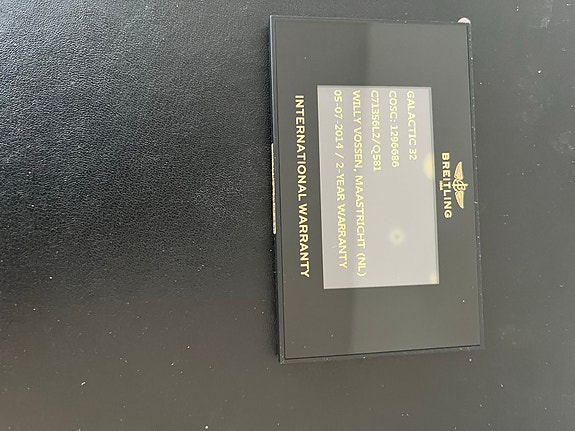 BREITLING
GALACTIC 32
COSC: 1296686
C71356L2/Q581
WILLY VOSSEN, MAASTRICHT (NL)
05-07-2014 / 2-YEAR WARRANTY
INTERNATIONAL WARRANTY